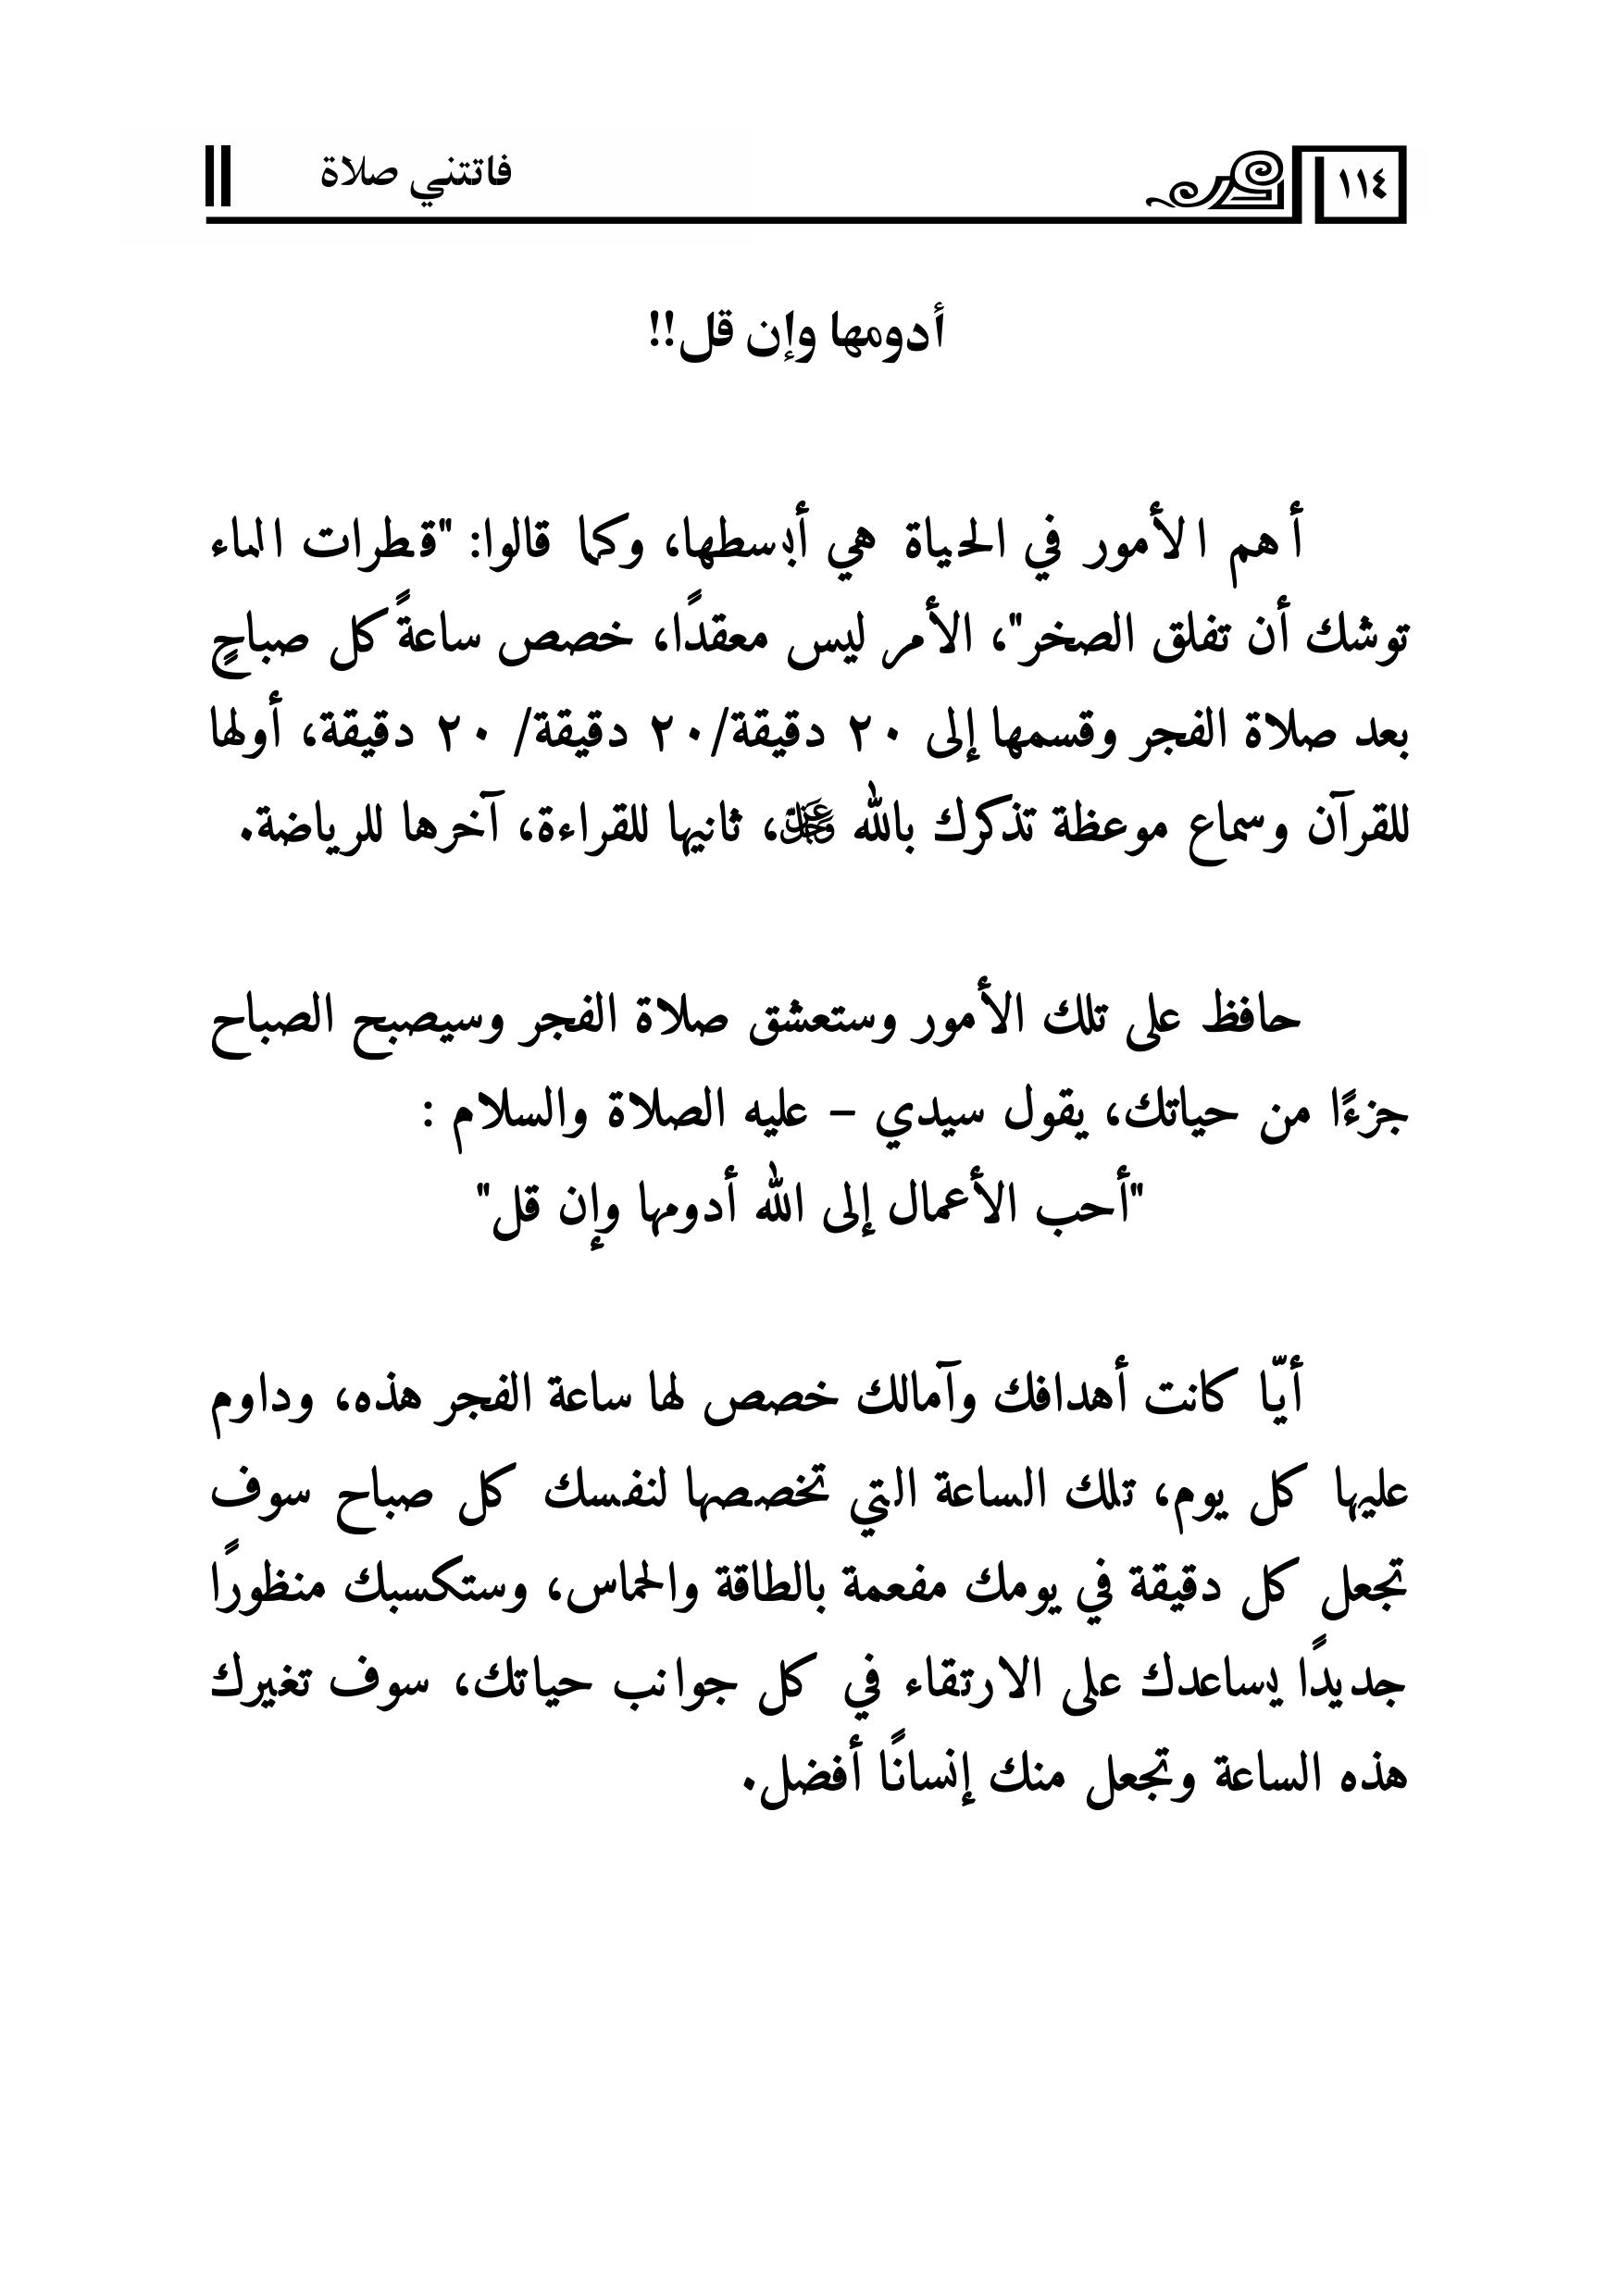 ١١٤
فاتتني صلاة
أدومها وإن قل!!
أهم الأمور في الحياة هي أبسطها، وكما قالوا: "قطرات الماء
توشك أن تفلق الصخر"، الأمر ليس معقدًا، خصص ساعةً كل صباحٍ
بعد صلاة الفجر وقسمها إلى ٢٠ دقيقة/٢٠ دقيقة/ ٢٠ دقيقة، أولها
للقرآن وسماع موعظة تذكرك بالله عز وجل، ثانيها للقراءة، آخرها للرياضة.
حافظ على تلك الأمور وستعشق صلاة الفجر وسيصبح الصباح
جزءًا من حياتك، يقول سيدي – عليه الصلاة والسلام :
"أحب الأعمال إلى الله أدومها وإن قل"
أيّا كانت أهدافك وآمالك خصص لها ساعة الفجر هذه، وداوم
عليها كل يوم، تلك الساعة التي تخصصها لنفسك كل صباح سوف
تجعل كل دقيقة في يومك مفعمة بالطاقة والحماس، وستكسبك منظورًا
جديدًا يساعدك على الارتقاء في كل جوانب حياتك، سوف تغيرك
هذه الساعة وتجعل منك إنسانًا أفضل.